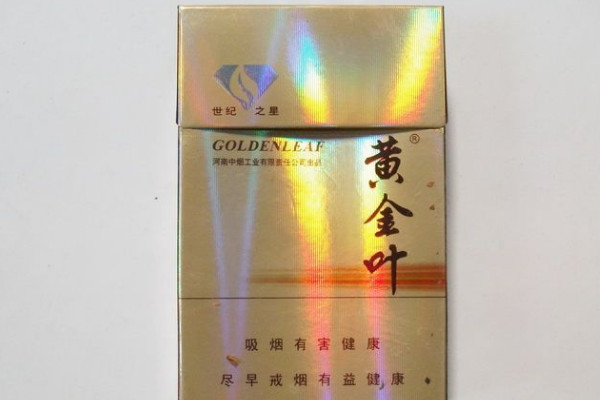 世纪之星
GOLDENLEAF
河南中烟工业有限责任公司出品
黄金叶®
吸烟有害健康
尽早戒烟有益健康